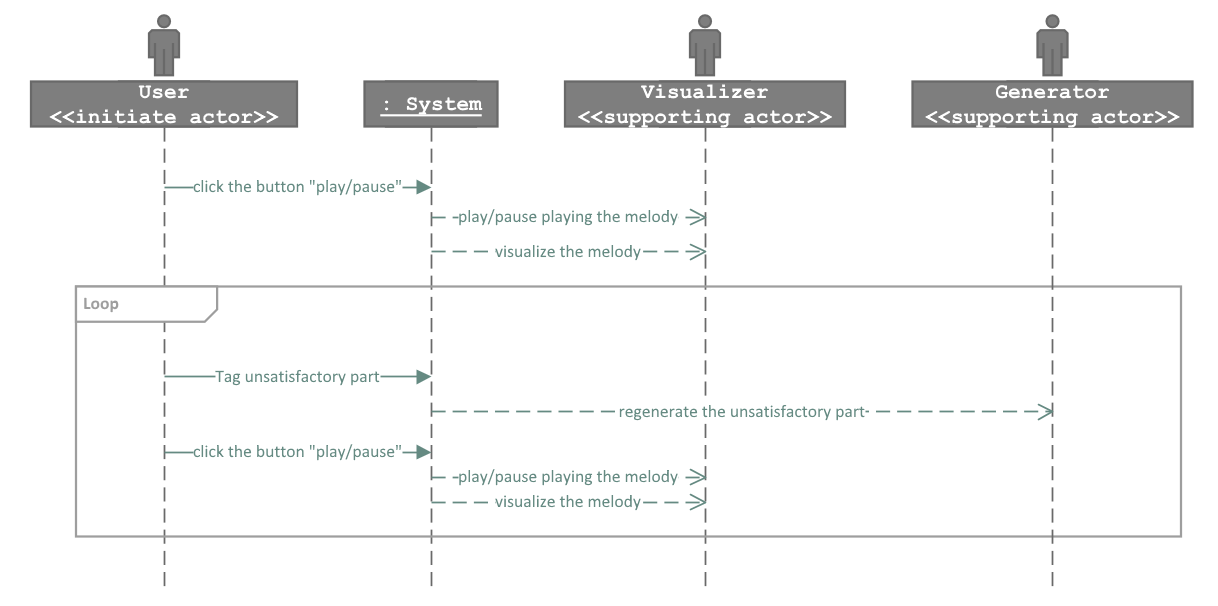 User
<<initiate actor>>
: System
Visualizer
<<supporting actor>>
Generator
<<supporting actor>>
click the button "play/pause"
play/pause playing the melody
visualize the melody
Loop
Tag unsatisfactory part
regenerate the unsatisfactory part
click the button "play/pause"
play/pause playing the melody
visualize the melody